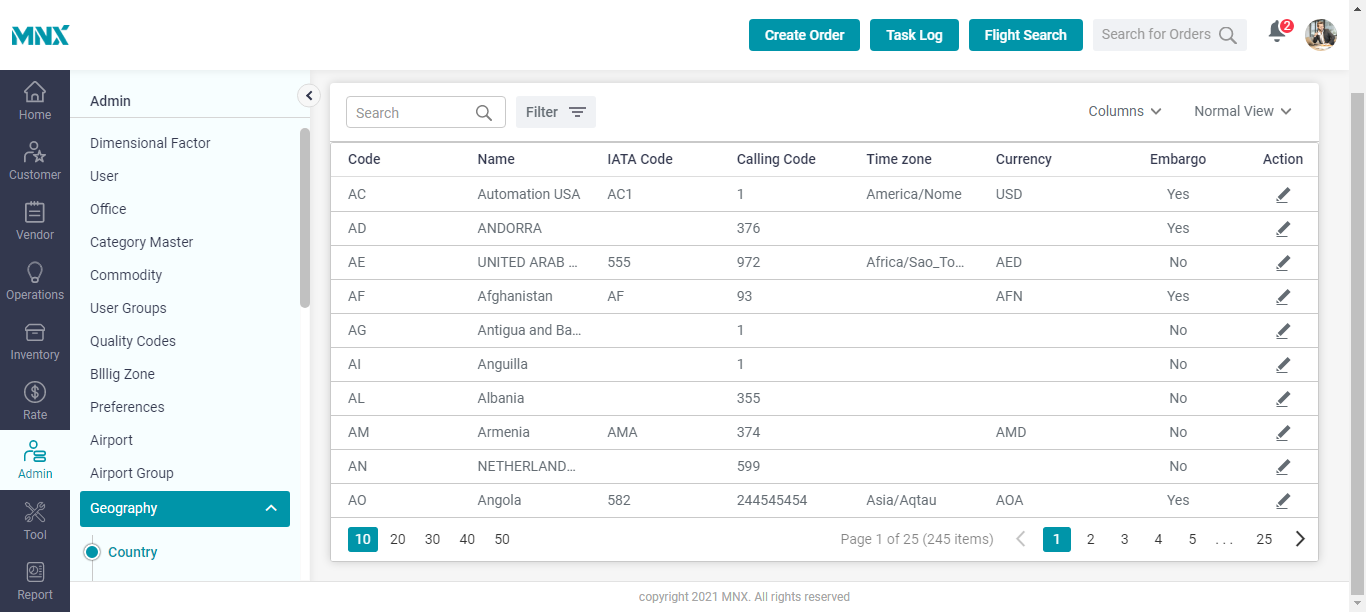 MNX
Create Order
Task Log
Flight Search
Search for Orders
2
Home
Customer
Vendor
Operations
Inventory
Rate
Admin
Tool
Report
Admin
Dimensional Factor
User
Office
Category Master
Commodity
User Groups
Quality Codes
Blllig Zone
Preferences
Airport
Airport Group
Geography
Country
Search
Filter
Columns
Normal View
Code Name IATA Code Calling Code Time zone Currency Embargo Action
AC Automation USA AC1 1 America/Nome USD Yes
AD ANDORRA 376 Yes
AE UNITED ARAB ... 555 972 Africa/Sao_To... AED No
AF Afghanistan AF 93 AFN Yes
AG Antigua and Ba... 1 No
AI Anguilla 1 No
AL Albania 355 No
AM Armenia AMA 374 AMD No
AN NETHERLAND... 599 No
AO Angola 582 244545454 Asia/Aqtau AOA Yes
10 20 30 40 50 Page 1 of 25 (245 items) 1 2 3 4 5 ... 25
copyright 2021 MNX. All rights reserved